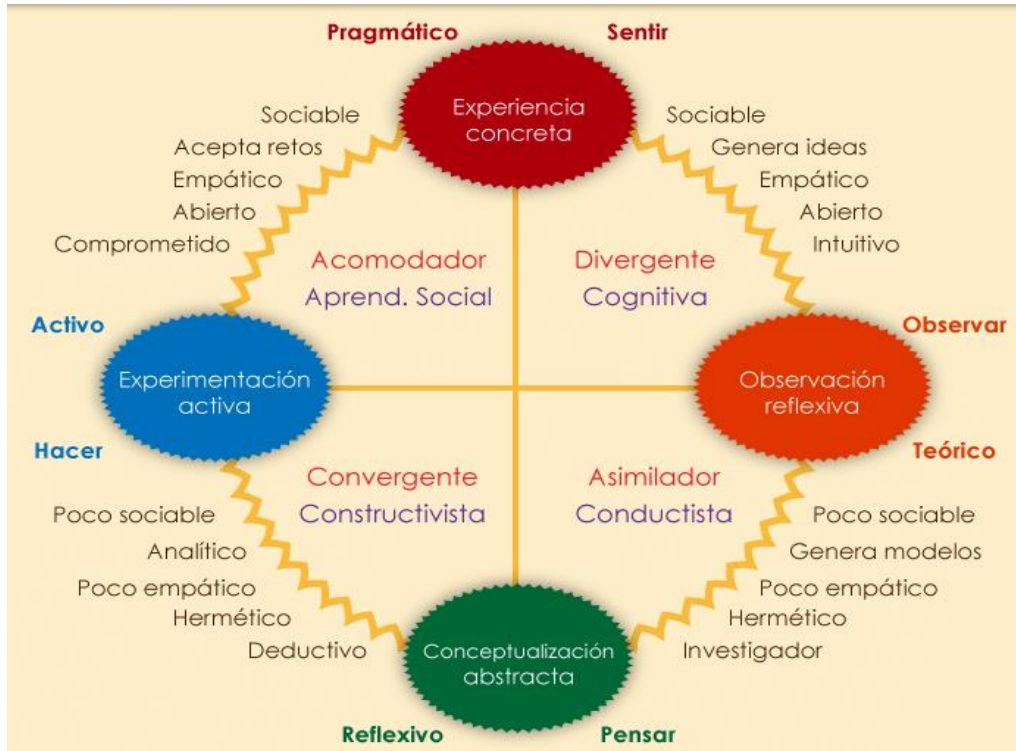 Pragmático
Sentir
Experiencia
concreta
Sociable
Acepta retos
Empático
Abierto
Comprometido
Sociable
Genera ideas
Empático
Abierto
Intuitivo
Acomodador
Aprend. Social
Divergente
Cognitiva
Activo
Experimentación
activa
Hacer
Observar
Observación
reflexiva
Teórico
Convergente
Constructivista
Asimilador
Conductista
Poco sociable
Analítico
Poco empático
Hermético
Deductivo
Poco sociable
Genera modelos
Poco empático
Hermético
Investigador
Conceptualización
abstracta
Reflexivo
Pensar